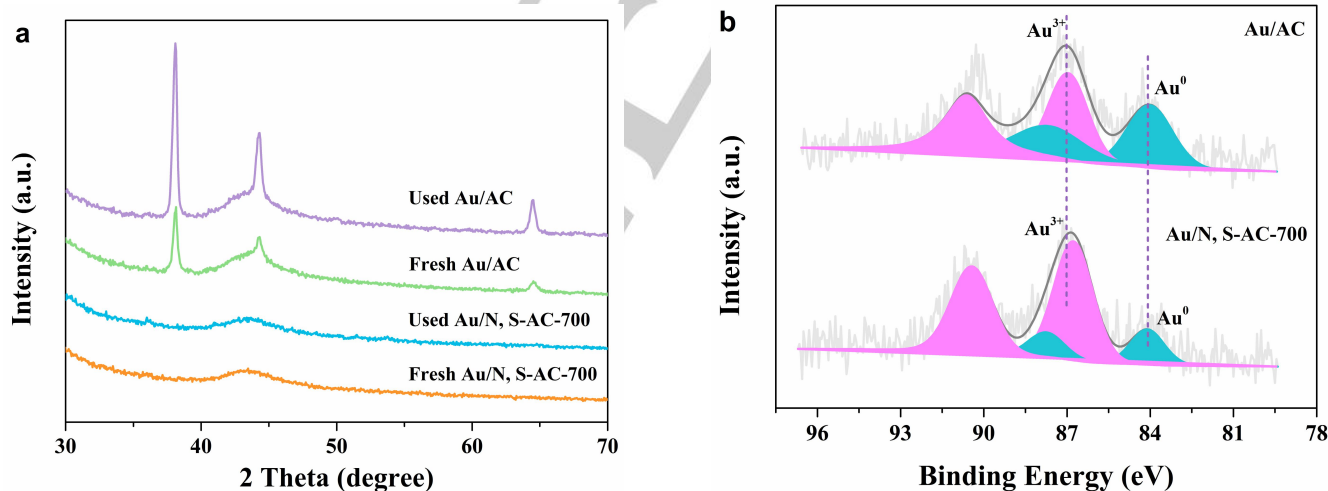 a
Intensity (a.u.)
Used Au/AC
Fresh Au/AC
Used Au/N, S-AC-700
Fresh Au/N, S-AC-700
30 40 50 60 70
2 Theta (degree)
b
Intensity (a.u.)
Au/AC
Au³⁺
Au⁰
Au/N, S-AC-700
Au³⁺
Au⁰
96 93 90 87 84 81 78
Binding Energy (eV)